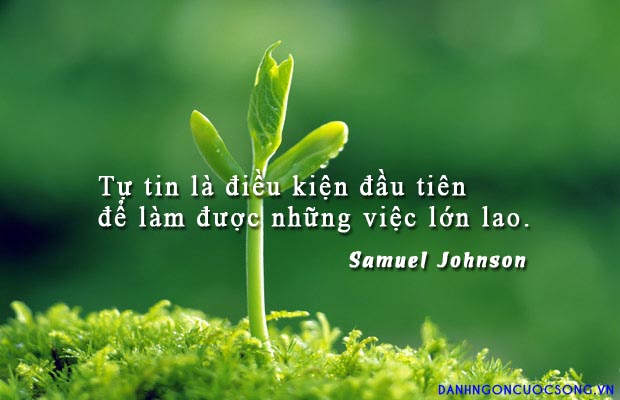 Tự tin là điều kiện đầu tiên
để làm được những việc lớn lao.
Samuel Johnson
DANHNGONCUOCSONG.VN